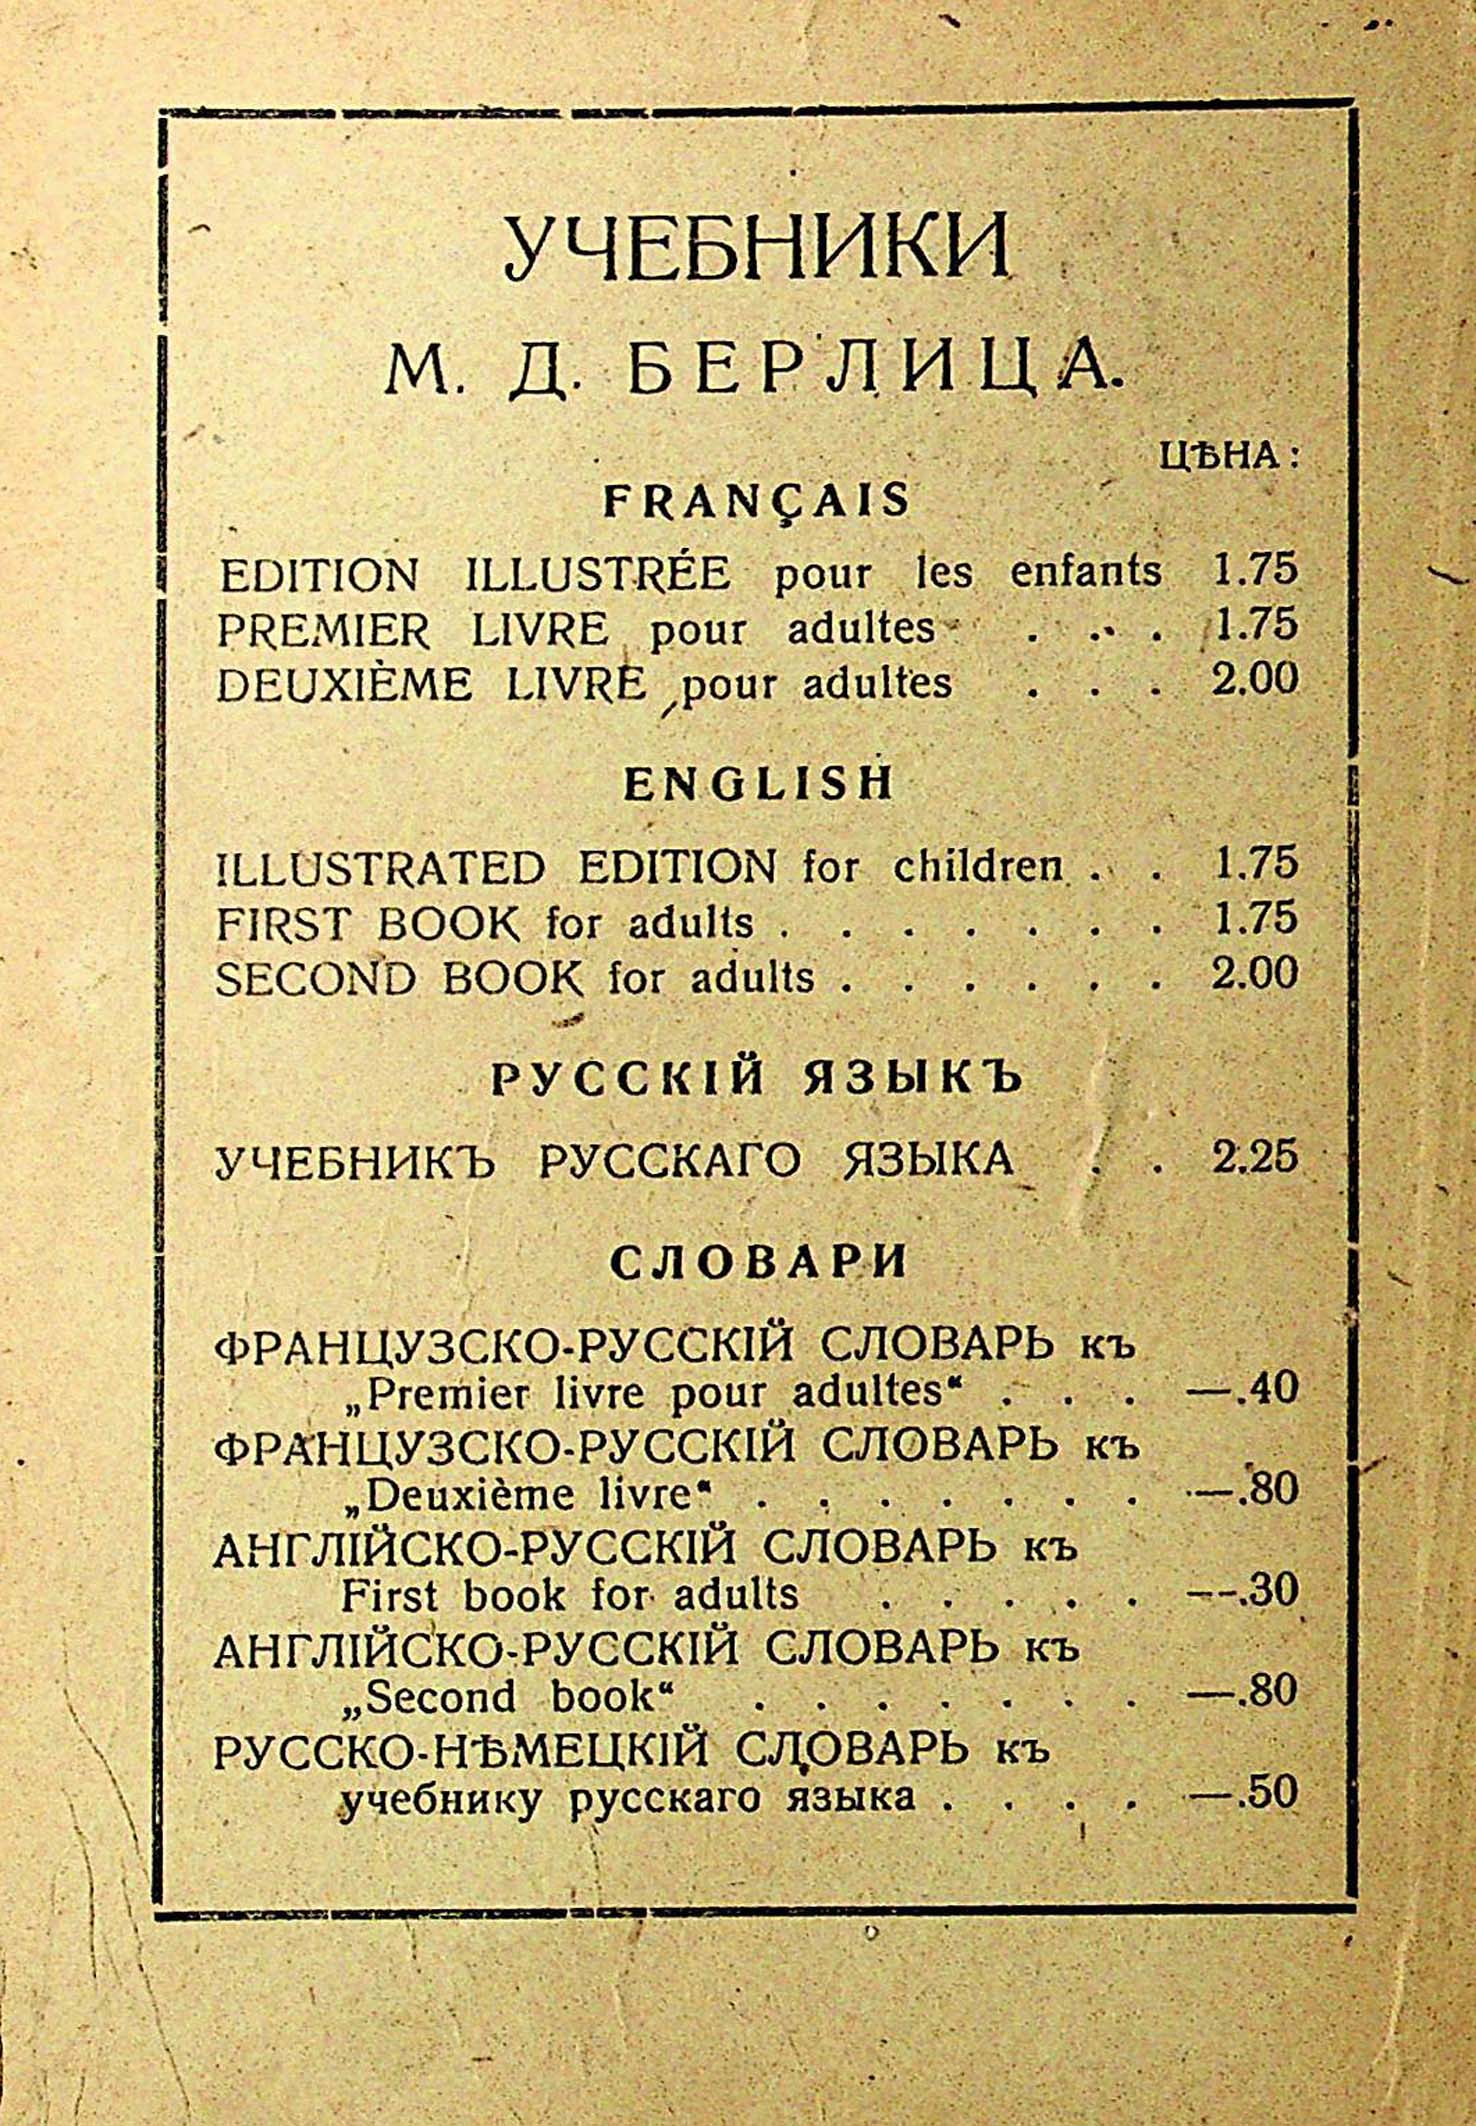 УЧЕБНИКИ
М. Д. БЕРЛИЦА.
ЦѢНА:
FRANÇAIS
EDITION ILLUSTRÉE pour les enfants 1.75
PREMIER LIVRE pour adultes . . . 1.75
DEUXIÈME LIVRE pour adultes . . . 2.00
ENGLISH
ILLUSTRATED EDITION for children . . 1.75
FIRST BOOK for adults . . . . . . . 1.75
SECOND BOOK for adults . . . . . . 2.00
РУССКІЙ ЯЗЫКЪ
УЧЕБНИКЪ РУССКАГО ЯЗЫКА . . 2.25
СЛОВАРИ
ФРАНЦУЗСКО-РУССКІЙ СЛОВАРЬ къ
„Premier livre pour adultes“ . . . —.40
ФРАНЦУЗСКО-РУССКІЙ СЛОВАРЬ къ
„Deuxième livre“ . . . . . . . —.80
АНГЛІЙСКО-РУССКІЙ СЛОВАРЬ къ
First book for adults . . . . . —.30
АНГЛІЙСКО-РУССКІЙ СЛОВАРЬ къ
„Second book“ . . . . . . . —.80
РУССКО-НѢМЕЦКІЙ СЛОВАРЬ къ
учебнику русскаго языка . . . . —.50